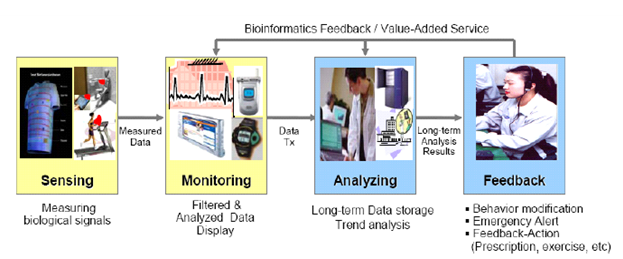 Bioinformatics Feedback / Value-Added Service
Measured
Data
Data
Tx
Long-term
Analysis
Results
Sensing
Monitoring
Analyzing
Feedback
Measuring
biological signals
Filtered &
Analyzed Data
Display
Long-term Data storage
Trend analysis
▪ Behavior modification
▪ Emergency Alert
▪ Feedback-Action
(Prescription, exercise, etc)